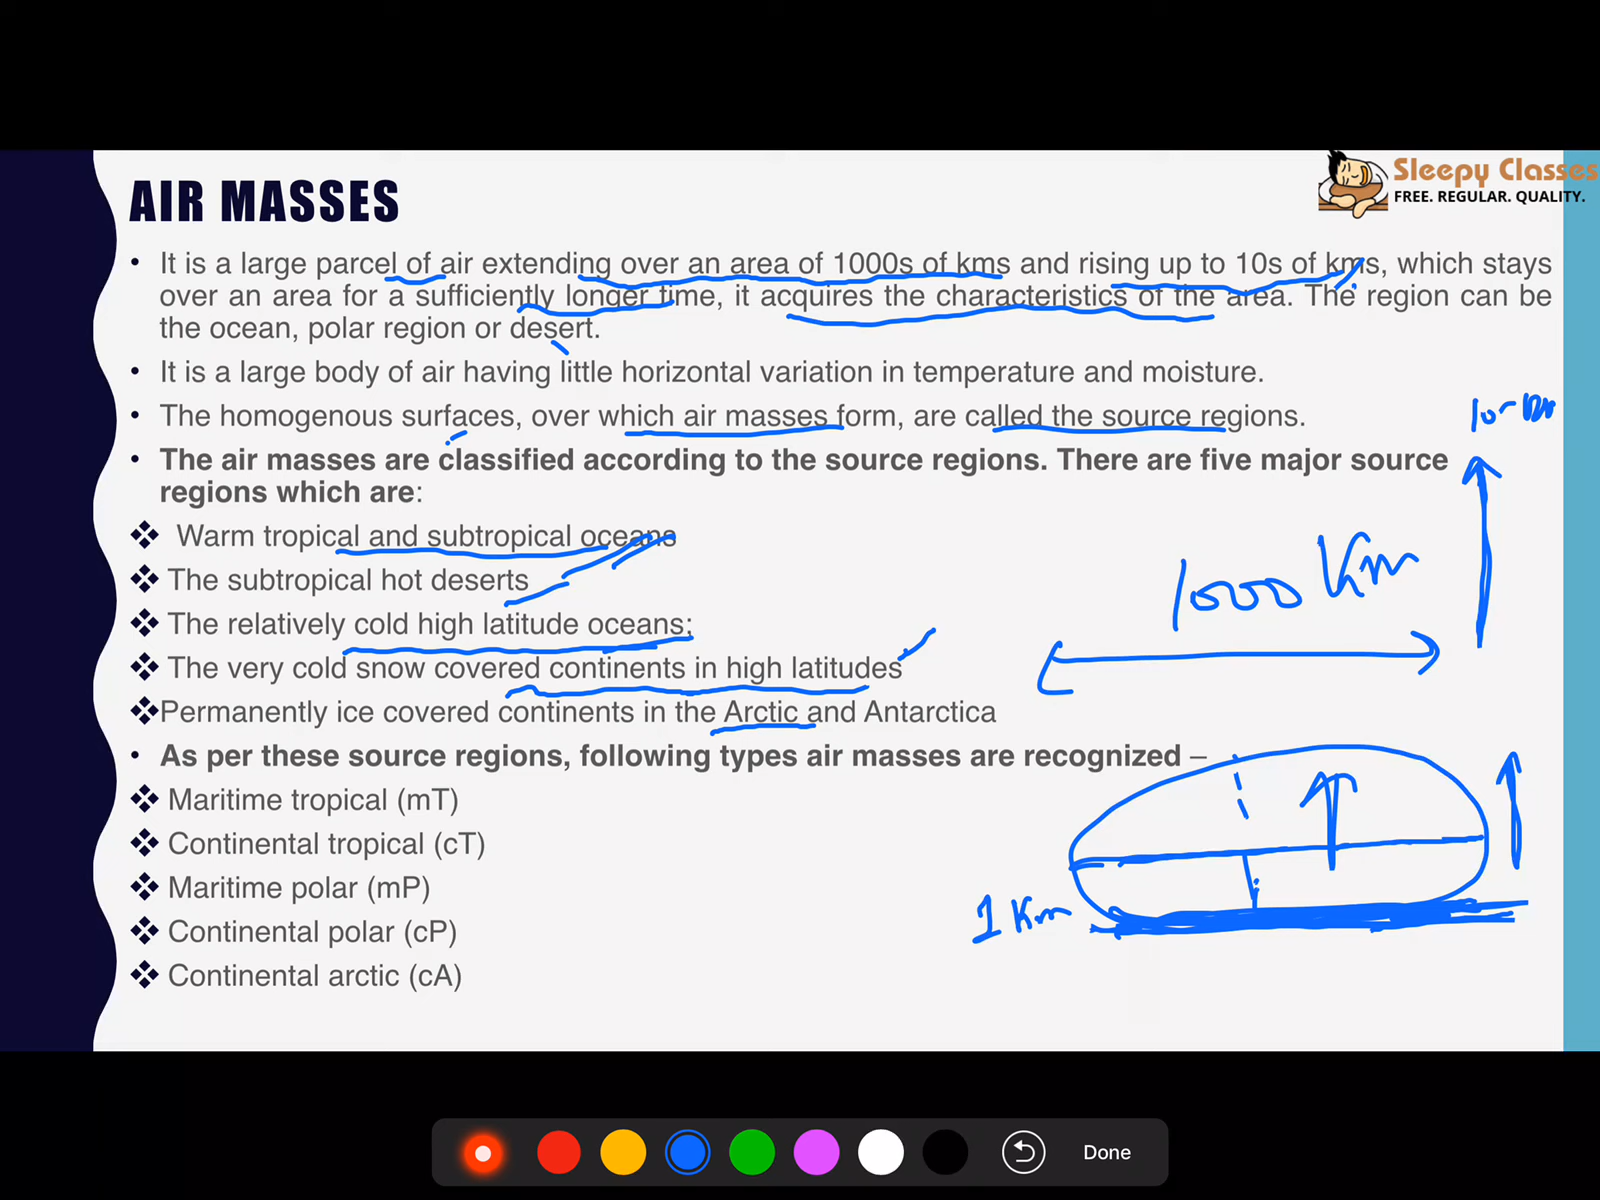 Sleepy Classes
FREE. REGULAR. QUALITY.
AIR MASSES
• It is a large parcel of air extending over an area of 1000s of kms and rising up to 10s of kms, which stays
over an area for a sufficiently longer time, it acquires the characteristics of the area. The region can be
the ocean, polar region or desert.
• It is a large body of air having little horizontal variation in temperature and moisture.
• The homogenous surfaces, over which air masses form, are called the source regions.
• The air masses are classified according to the source regions. There are five major source
regions which are:
❖ Warm tropical and subtropical oceans
❖ The subtropical hot deserts
❖ The relatively cold high latitude oceans;
❖ The very cold snow covered continents in high latitudes
❖Permanently ice covered continents in the Arctic and Antarctica
• As per these source regions, following types air masses are recognized –
❖ Maritime tropical (mT)
❖ Continental tropical (cT)
❖ Maritime polar (mP)
❖ Continental polar (cP)
❖ Continental arctic (cA)
1000 Km
1 Km
Done